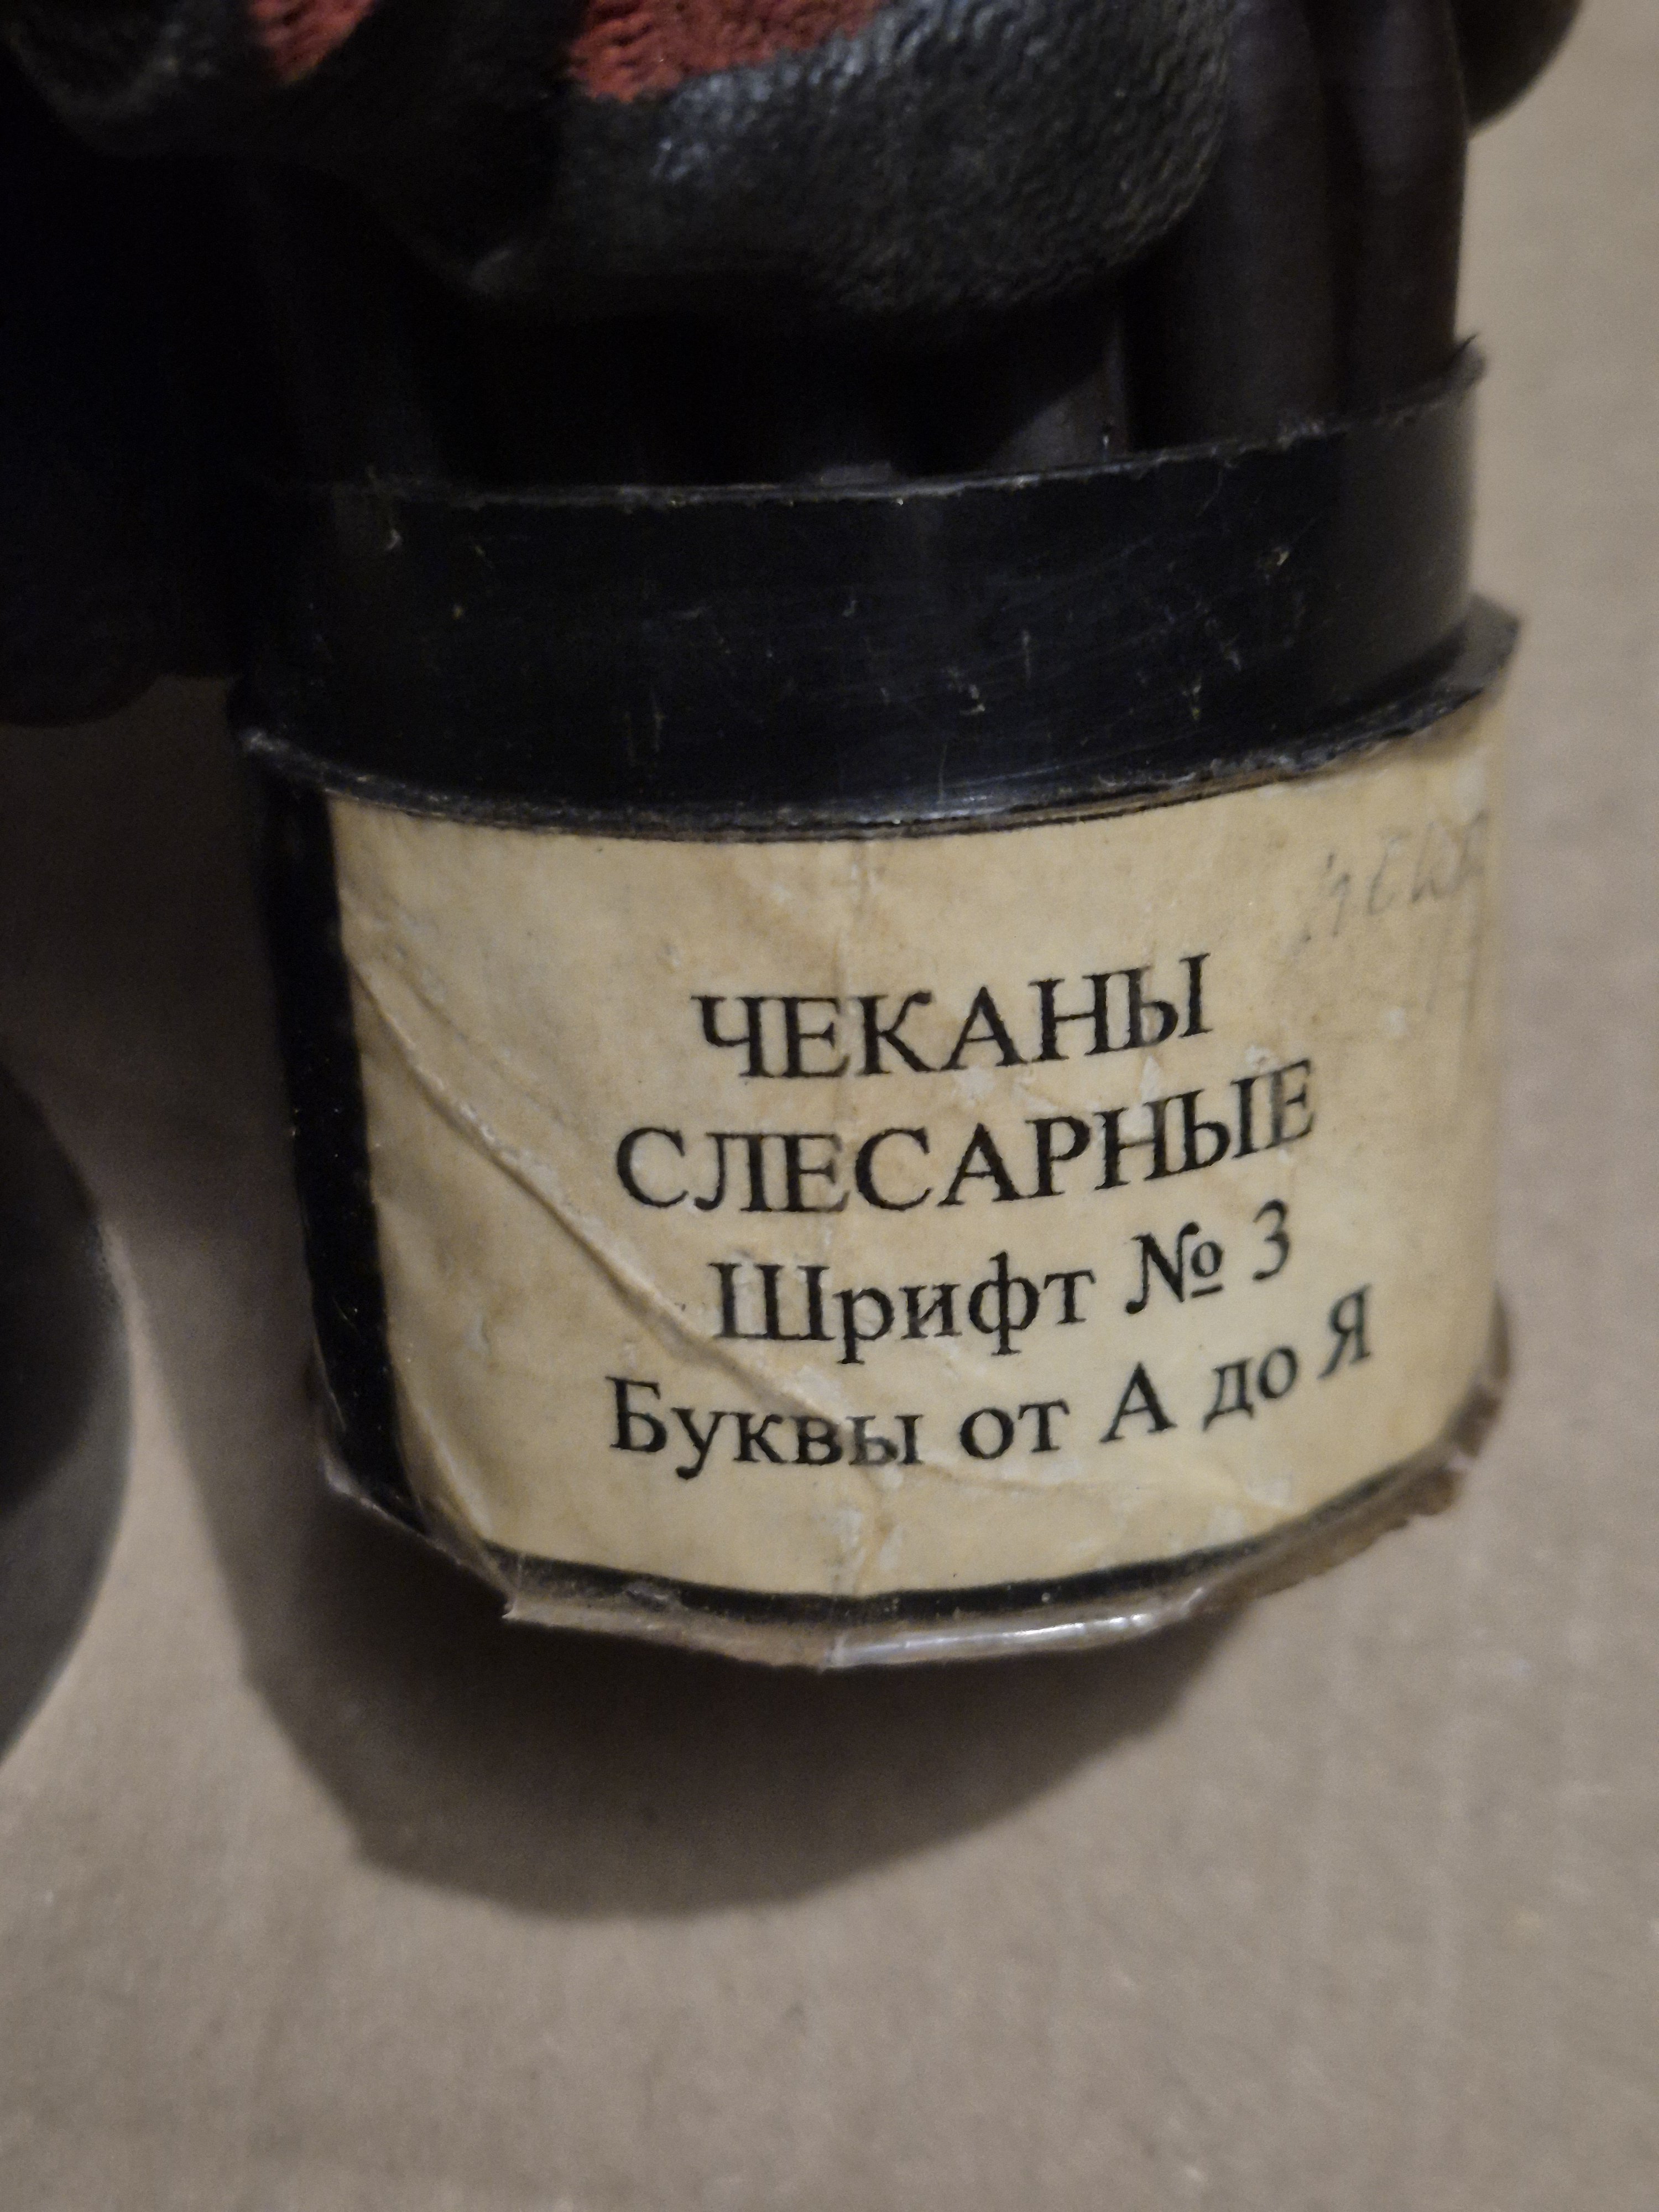 ЧЕКАНЫ
СЛЕСАРНЫЕ
Шрифт № 3
Буквы от А до Я